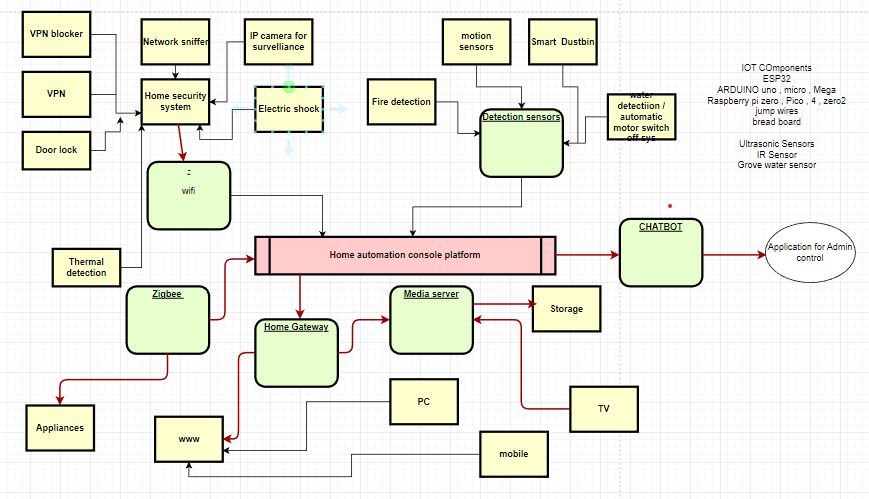 VPN blocker
Network sniffer
IP camera for
survelliance
motion
sensors
Smart Dustbin
VPN
Home security
system
Electric shock
Fire detection
Detection sensors
water
detectiin /
automatic
motor switch
off sys
IOT COmponents
ESP32
ARDUINO uno , micro , Mega
Raspberry pi zero , Pico , 4 , zero2
jump wires
bread board
Ultrasonic Sensors
IR Sensor
Grove water sensor
Door lock
:
wifi
Thermal
detection
Home automation console platform
CHATBOT
Application for Admin
control
Zigbee
Home Gateway
Media server
Storage
Appliances
www
PC
TV
mobile